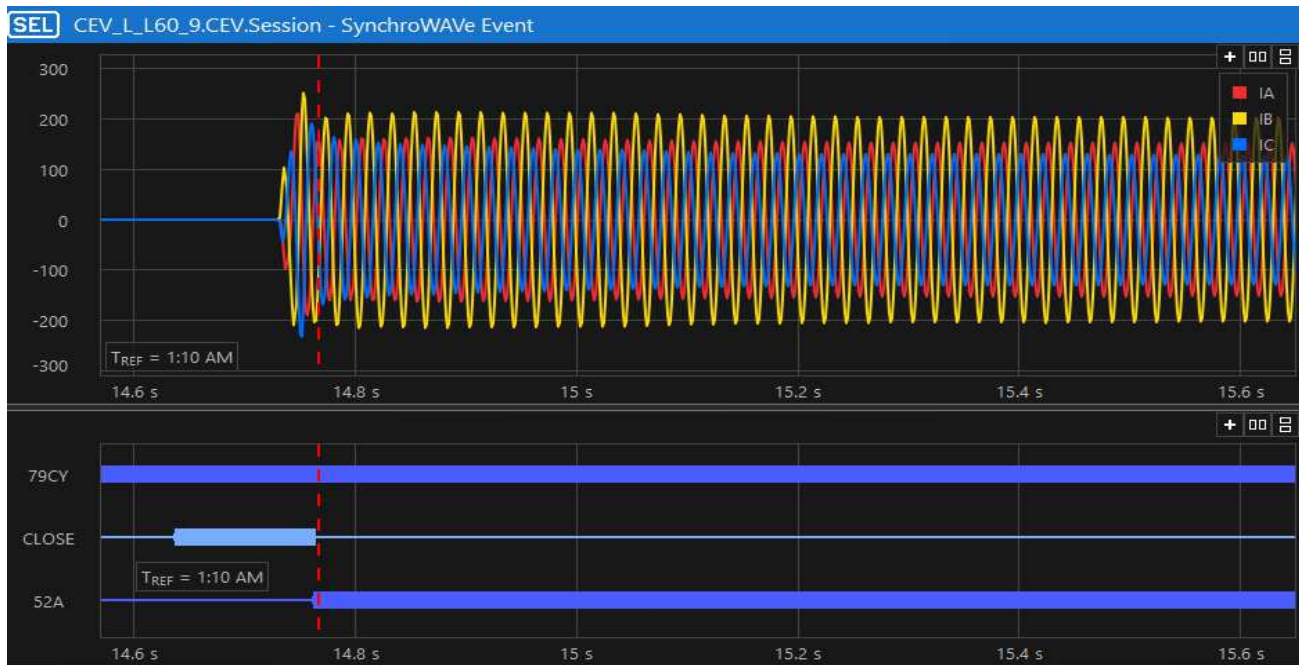 SEL CEV_L_L60_9.CEV.Session - SynchroWAVe Event
300
200
100
0
-100
-200
-300
IA
IB
IC
TREF = 1:10 AM
14.6 s
14.8 s
15 s
15.2 s
15.4 s
15.6 s
79CY
CLOSE
TREF = 1:10 AM
52A
14.6 s
14.8 s
15 s
15.2 s
15.4 s
15.6 s